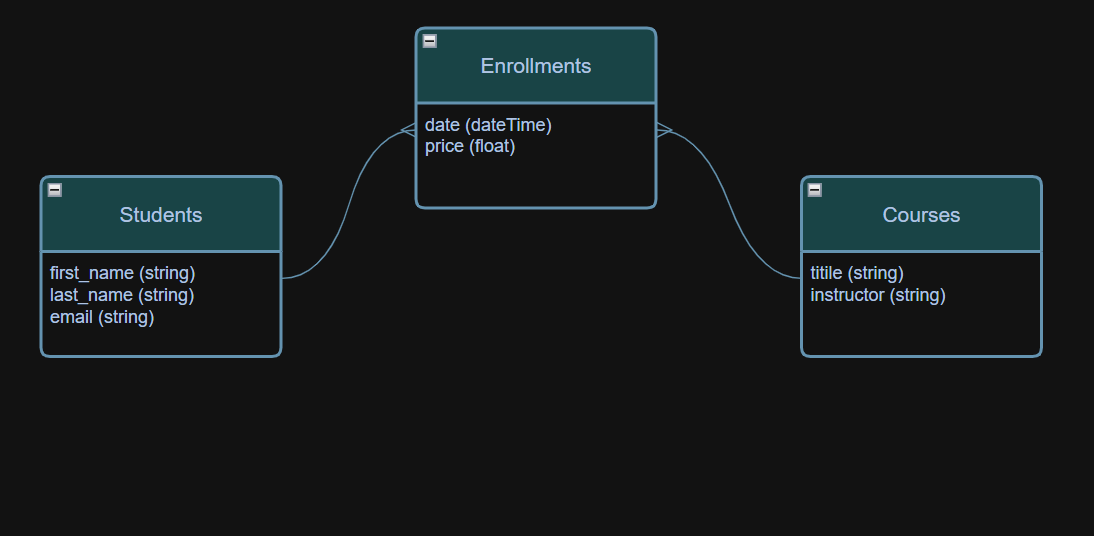 Enrollments
date (dateTime)
price (float)
Students
first_name (string)
last_name (string)
email (string)
Courses
titile (string)
instructor (string)